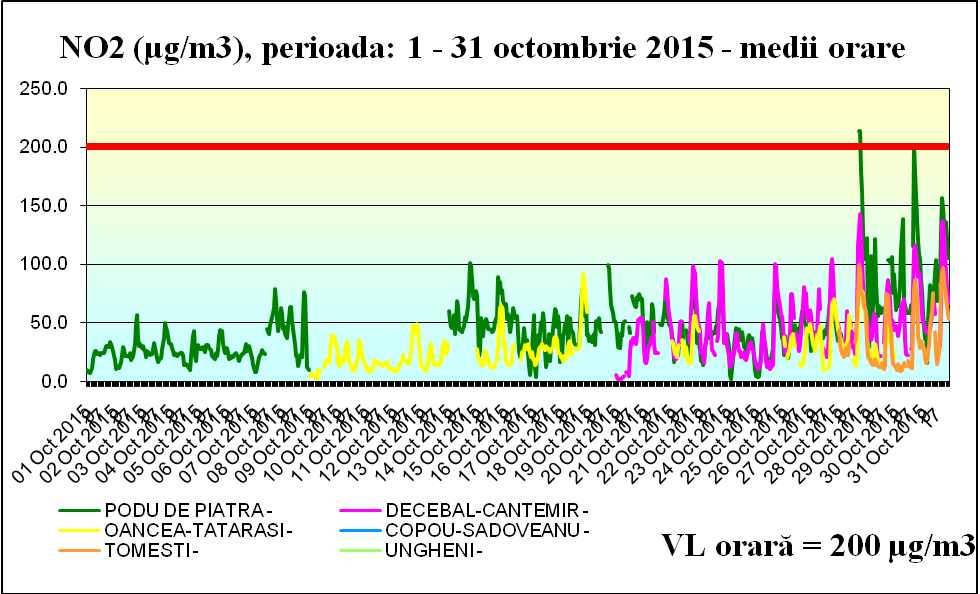 NO2 (µg/m3), perioada: 1 - 31 octombrie 2015 - medii orare
250.0
200.0
150.0
100.0
50.0
0.0
01 Oct 2015
02 Oct 2015
03 Oct 2015
04 Oct 2015
05 Oct 2015
06 Oct 2015
07 Oct 2015
08 Oct 2015
09 Oct 2015
10 Oct 2015
11 Oct 2015
12 Oct 2015
13 Oct 2015
14 Oct 2015
15 Oct 2015
16 Oct 2015
17 Oct 2015
18 Oct 2015
19 Oct 2015
20 Oct 2015
21 Oct 2015
22 Oct 2015
23 Oct 2015
24 Oct 2015
25 Oct 2015
26 Oct 2015
27 Oct 2015
28 Oct 2015
29 Oct 2015
30 Oct 2015
31 Oct 2015
17
PODU DE PIATRA-
DECEBAL-CANTEMIR-
OANCEA-TATARASI-
COPOU-SADOVEANU-
TOMESTI-
UNGHENI-
VL orară = 200 µg/m3